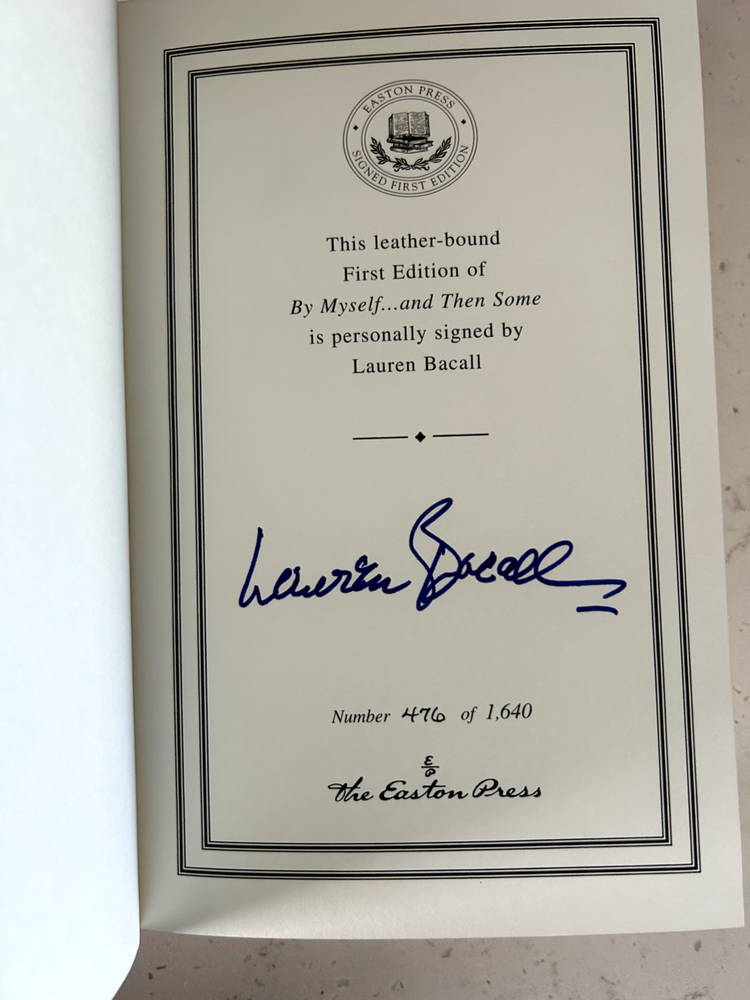 EASTON PRESS
SIGNED FIRST EDITION
This leather-bound
First Edition of
By Myself...and Then Some
is personally signed by
Lauren Bacall
Lauren Bacall
Number 476 of 1,640
E
P
The Easton Press